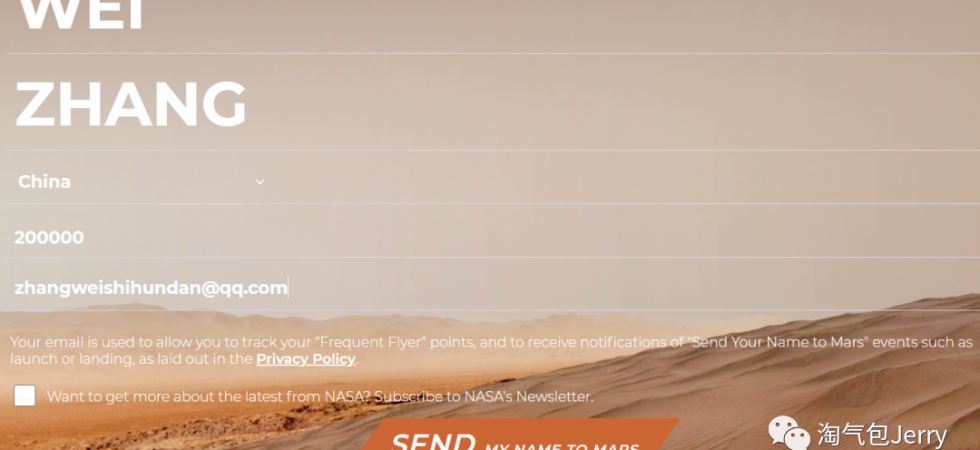 WEI
ZHANG
China
200000
zhangweishihundan@qq.com
Your email is used to allow you to track your "Frequent Flyer" points, and to receive notifications of "Send Your Name to Mars" events such as
launch or landing, as laid out in the Privacy Policy.
Want to get more about the latest from NASA? Subscribe to NASA's Newsletter.
SEND MY NAME TO MARS
淘气包Jerry